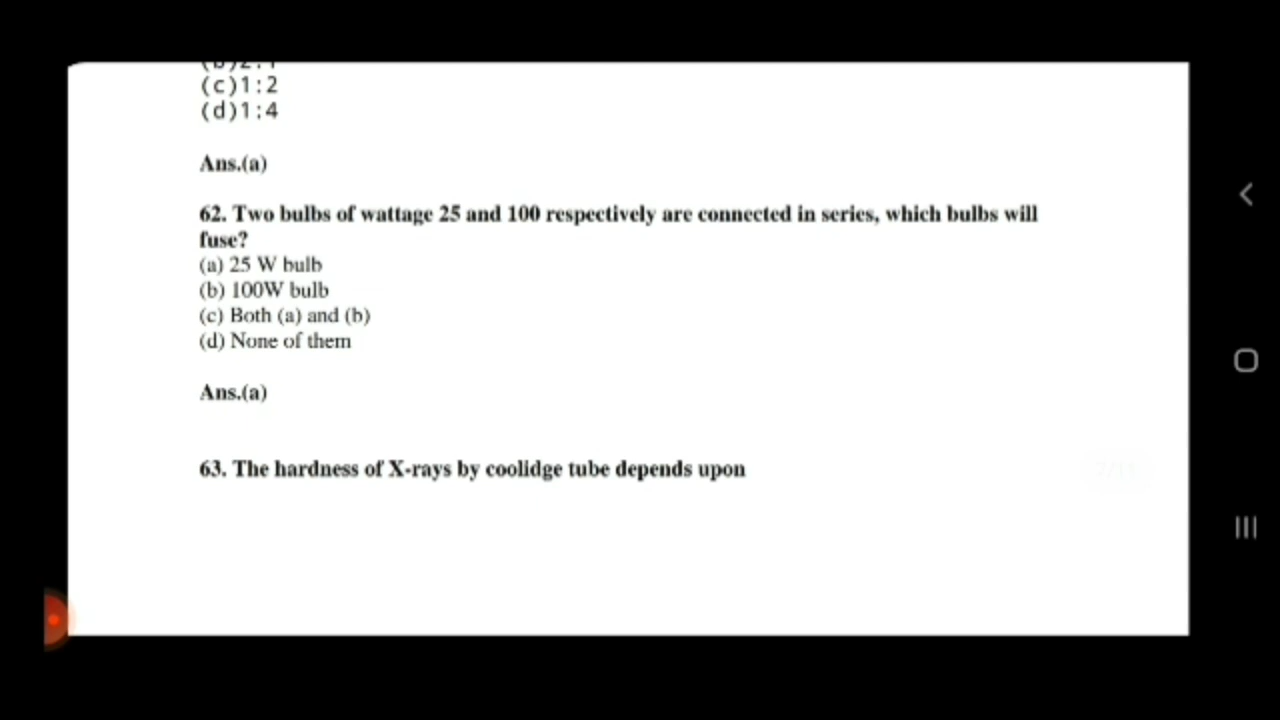 (c)1:2
(d)1:4
Ans.(a)
62. Two bulbs of wattage 25 and 100 respectively are connected in series, which bulbs will
fuse?
(a) 25 W bulb
(b) 100W bulb
(c) Both (a) and (b)
(d) None of them
Ans.(a)
63. The hardness of X-rays by coolidge tube depends upon